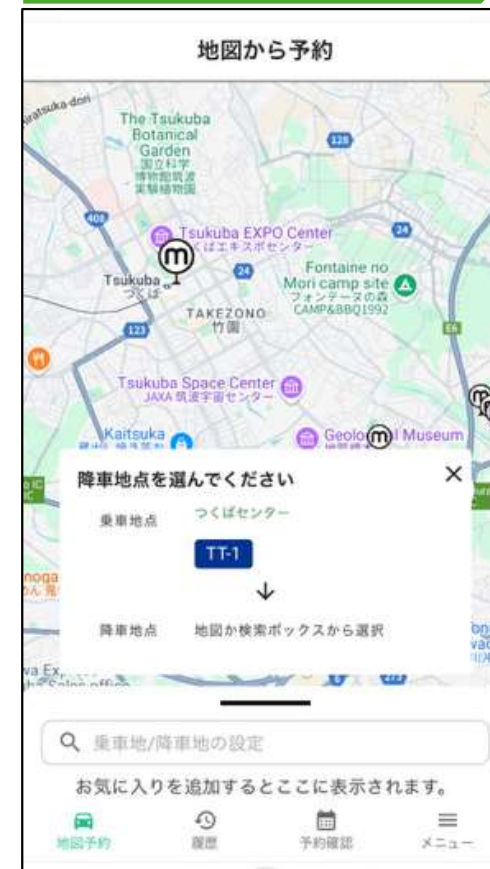 地図から予約
The Tsukuba
Botanical
Garden
国立科学
博物館筑波
実験植物園
128
408
Tsukuba EXPO Center
つくばエキスポセンター
24
m
24
Fontaine no
Mori camp site
フォンテーヌの森
CAMP&BBQ1992
Tsukuba
つくば
TAKEZONO
竹園
123
E6
Tsukuba Space Center
JAXA 筑波宇宙センター
Kaitsuka
m
Museum
降車地点を選んでください
×
乗車地点
つくばセンター
TT-1
↓
降車地点
地図か検索ボックスから選択
乗車地/降車地の設定
お気に入りを追加するとここに表示されます。
地図予約
履歴
予約確認
メニュー